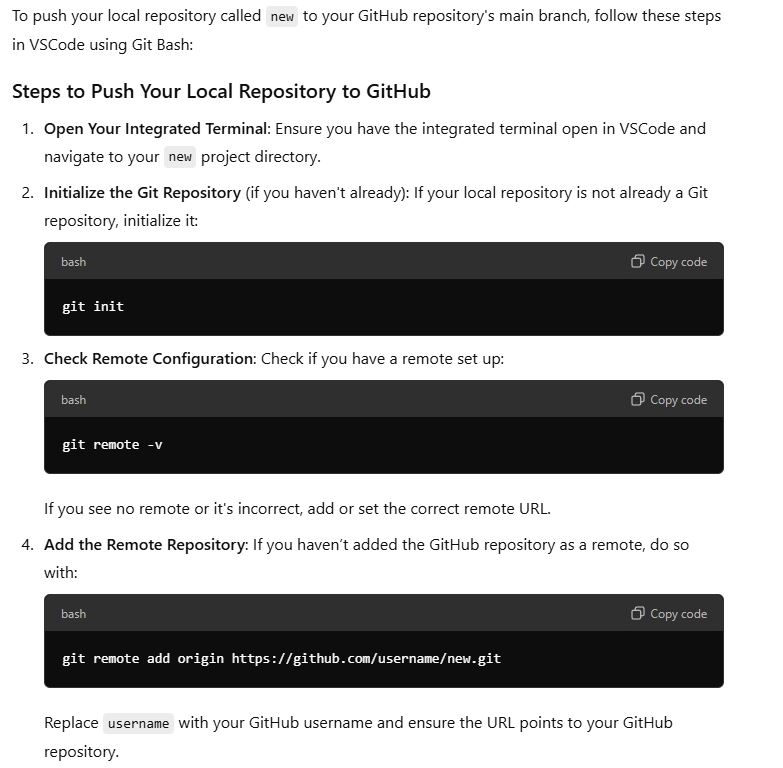 To push your local repository called new to your GitHub repository's main branch, follow these steps
in VSCode using Git Bash:
Steps to Push Your Local Repository to GitHub
1. Open Your Integrated Terminal: Ensure you have the integrated terminal open in VSCode and
navigate to your new project directory.
2. Initialize the Git Repository (if you haven't already): If your local repository is not already a Git
repository, initialize it:
bash Copy code
git init
3. Check Remote Configuration: Check if you have a remote set up:
bash Copy code
git remote -v
If you see no remote or it's incorrect, add or set the correct remote URL.
4. Add the Remote Repository: If you haven't added the GitHub repository as a remote, do so
with:
bash Copy code
git remote add origin https://github.com/username/new.git
Replace username with your GitHub username and ensure the URL points to your GitHub
repository.